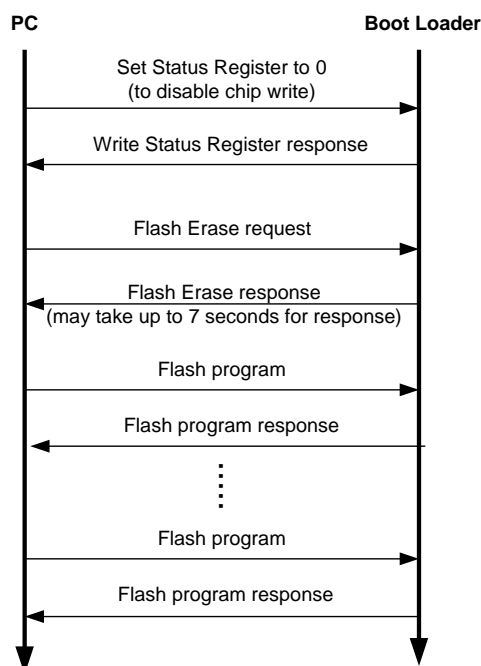 PC
Boot Loader
Set Status Register to 0
(to disable chip write)
Write Status Register response
Flash Erase request
Flash Erase response
(may take up to 7 seconds for response)
Flash program
Flash program response
Flash program
Flash program response